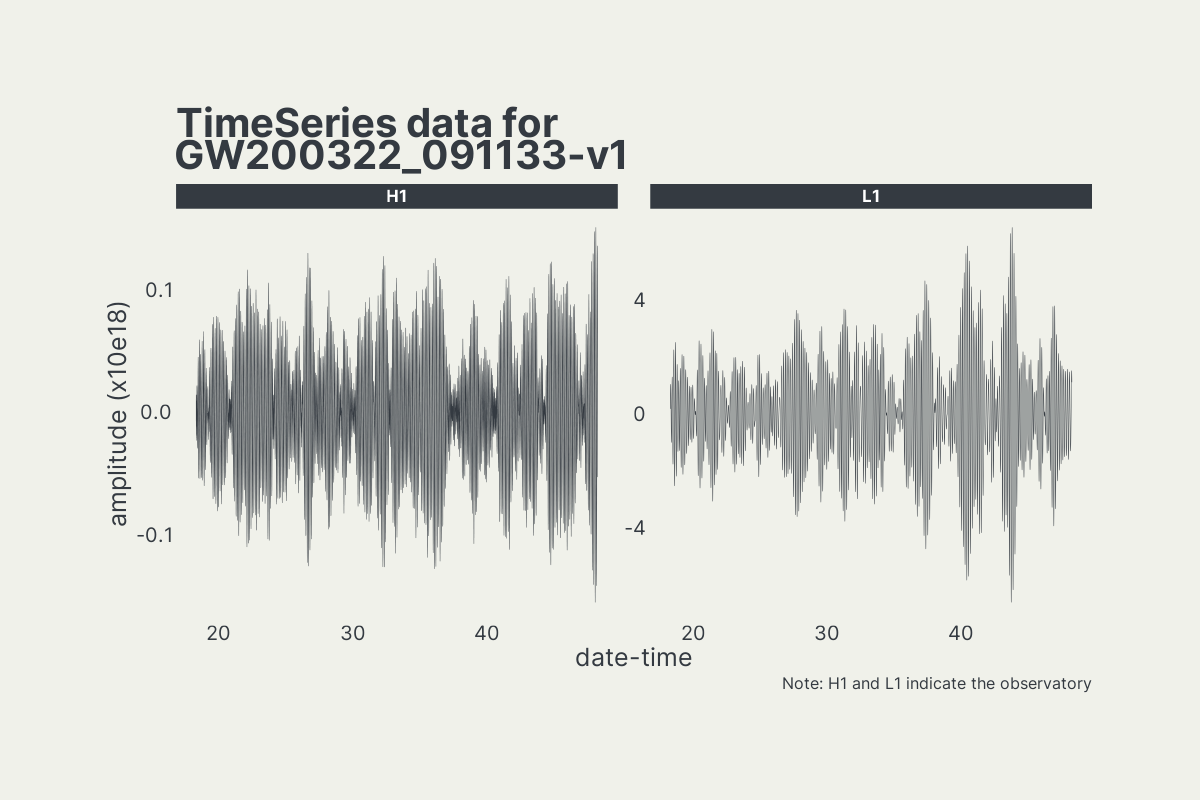 TimeSeries data for
GW200322_091133-v1
H1
L1
amplitude (x10e18)
0.1
0.0
-0.1
4
0
-4
20
30
40
20
30
40
date-time
Note: H1 and L1 indicate the observatory